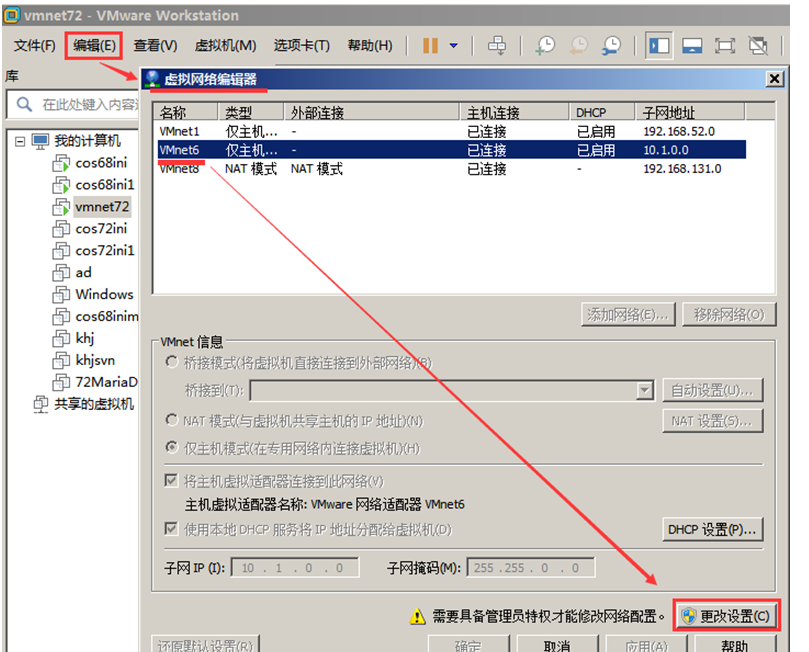 vmnet72 - VMware Workstation
文件(F) 编辑(E) 查看(V) 虚拟机(M) 选项卡(T) 帮助(H)
库
在此处键入内容
我的计算机
cos68ini
cos68ini1
vmnet72
cos72ini
cos72ini1
ad
Windows
cos68inim
khj
khjsvn
72MariaD
共享的虚拟机
虚拟网络编辑器
名称 类型 外部连接 主机连接 DHCP 子网地址
VMnet1 仅主机... - 已连接 已启用 192.168.52.0
VMnet6 仅主机... - 已连接 已启用 10.1.0.0
VMnet8 NAT 模式 NAT 模式 已连接 - 192.168.131.0
添加网络(E)... 移除网络(O)
VMnet 信息
桥接模式(将虚拟机直接连接到外部网络)(B)
桥接到(T): 自动设置(U)...
NAT 模式(与虚拟机共享主机的 IP 地址)(N) NAT 设置(S)...
仅主机模式(在专用网络内连接虚拟机)(H)
将主机虚拟适配器连接到此网络(V)
主机虚拟适配器名称: VMware 网络适配器 VMnet6
使用本地 DHCP 服务将 IP 地址分配给虚拟机(D) DHCP 设置(P)...
子网 IP (I): 10 . 1 . 0 . 0 子网掩码(M): 255 . 255 . 0 . 0
需要具备管理员特权才能修改网络配置。 更改设置(C)
还原默认设置(R) 确定 取消 应用(A) 帮助